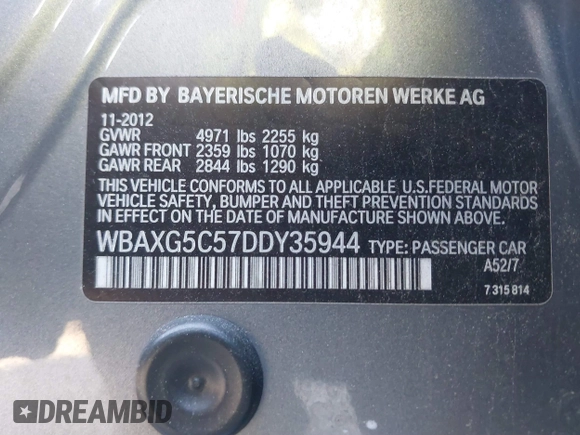 MFD BY BAYERISCHE MOTOREN WERKE AG
11-2012
GVWR 4971 lbs 2255 kg
GAWR FRONT 2359 lbs 1070 kg
GAWR REAR 2844 lbs 1290 kg
THIS VEHICLE CONFORMS TO ALL APPLICABLE U.S.FEDERAL MOTOR
VEHICLE SAFETY, BUMPER AND THEFT PREVENTION STANDARDS
IN EFFECT ON THE DATE OF MANUFACTURE SHOWN ABOVE.
WBAXG5C57DDY35944 TYPE: PASSENGER CAR
A52/7
7 315 814
DREAMBID